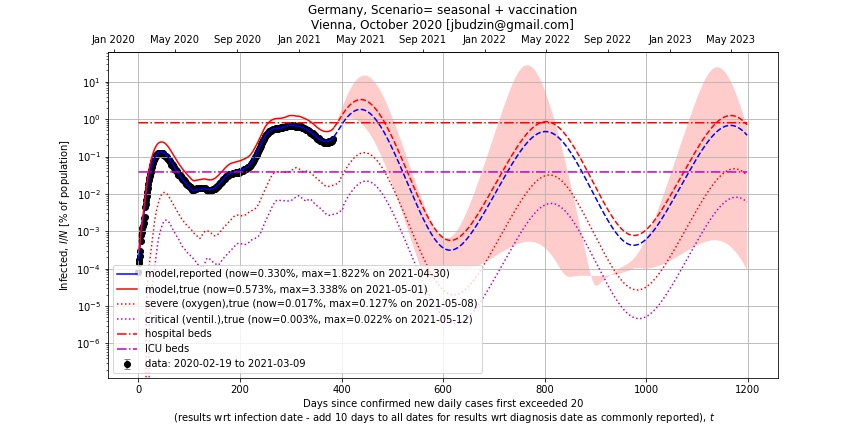 Germany, Scenario= seasonal + vaccination
Vienna, October 2020 [jbudzin@gmail.com]
Jan 2020 May 2020 Sep 2020 Jan 2021 May 2021 Sep 2021 Jan 2022 May 2022 Sep 2022 Jan 2023 May 2023
Infected, I/N [% of population]
10¹
10⁰
10⁻¹
10⁻²
10⁻³
10⁻⁴
10⁻⁵
10⁻⁶
model,reported (now=0.330%, max=1.822% on 2021-04-30)
model,true (now=0.573%, max=3.338% on 2021-05-01)
severe (oxygen),true (now=0.017%, max=0.127% on 2021-05-08)
critical (ventil.),true (now=0.003%, max=0.022% on 2021-05-12)
hospital beds
ICU beds
data: 2020-02-19 to 2021-03-09
0 200 400 600 800 1000 1200
Days since confirmed new daily cases first exceeded 20
(results wrt infection date - add 10 days to all dates for results wrt diagnosis date as commonly reported), t